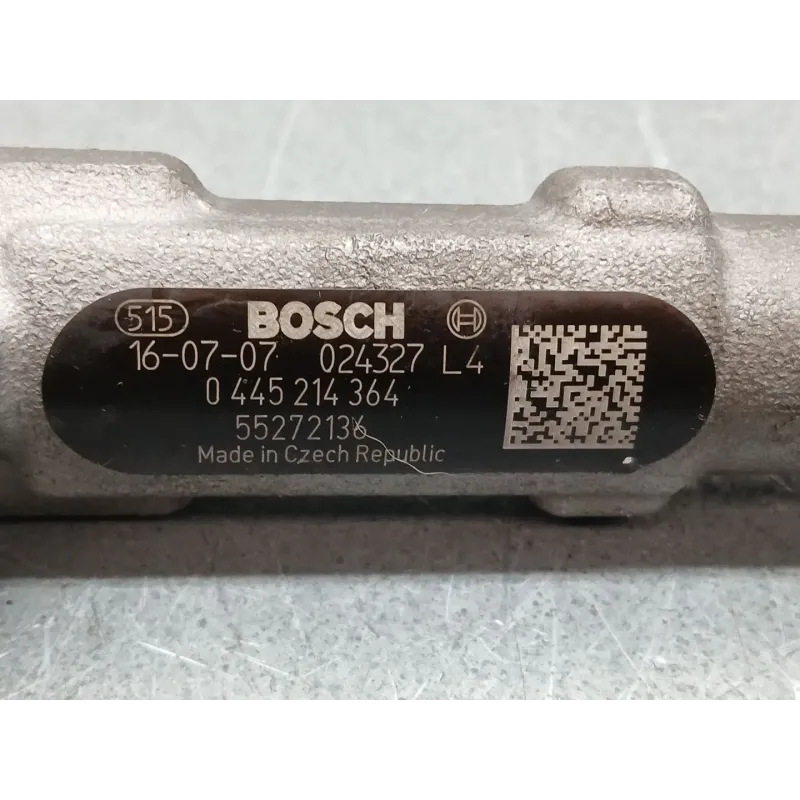 515 BOSCH
16-07-07 024327 L4
0 445 214 364
55272136
Made in Czech Republic